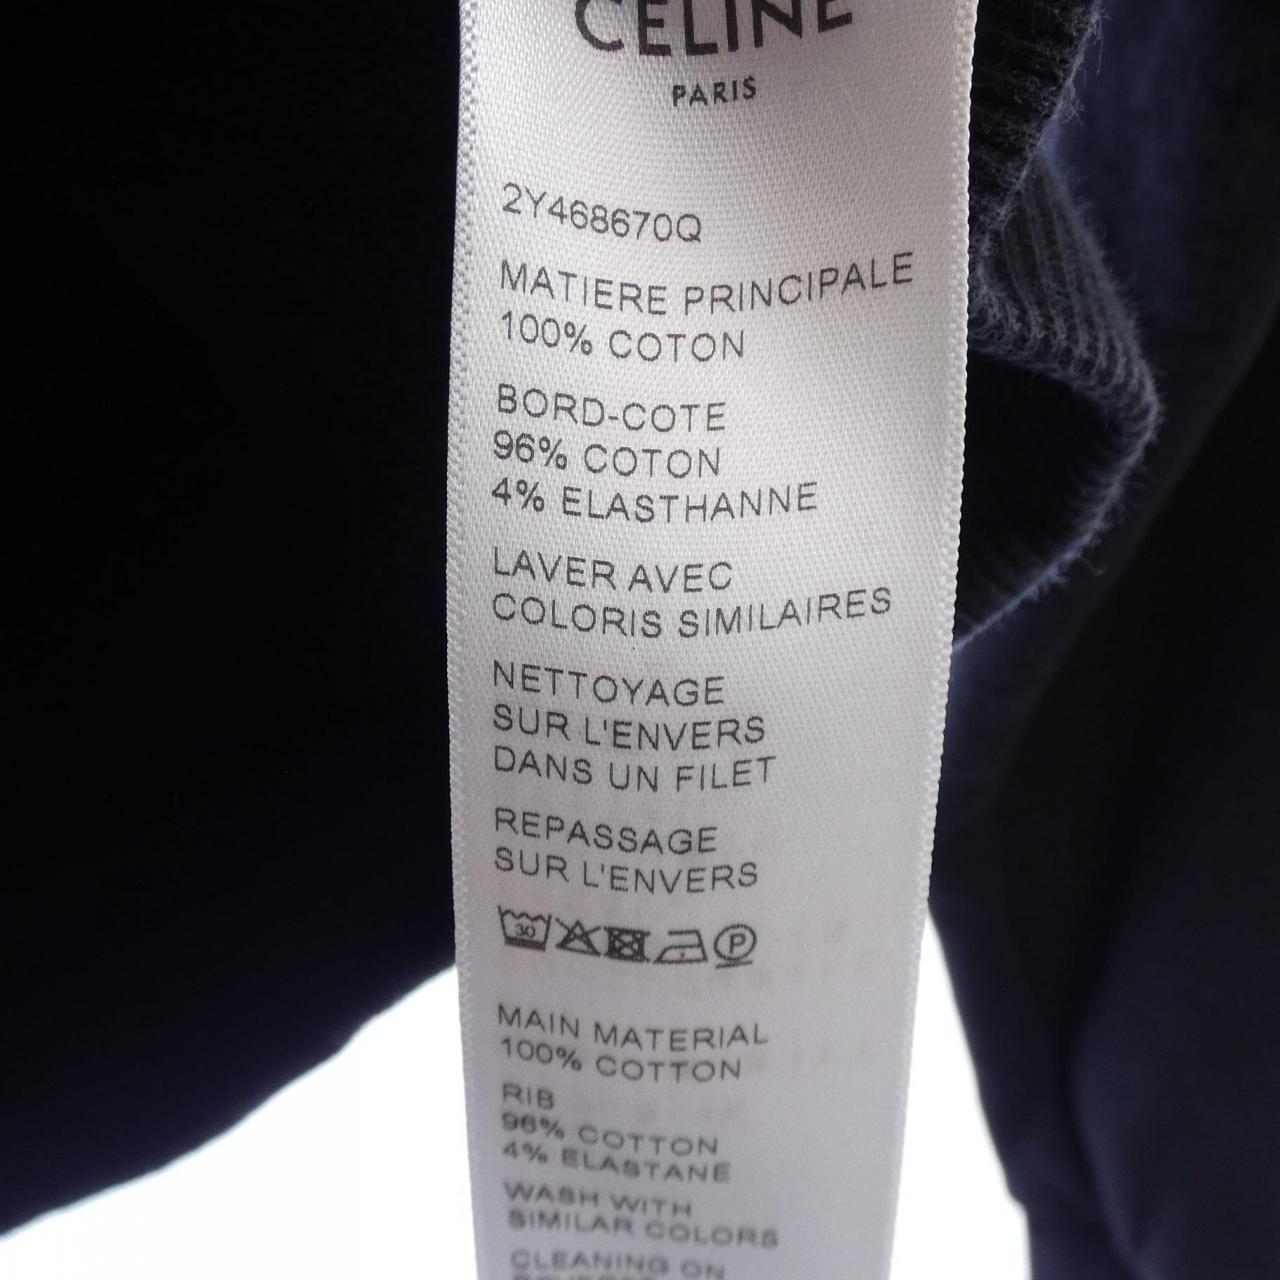 CELINE
PARIS
2Y468670Q
MATIERE PRINCIPALE
100% COTON
BORD-COTE
96% COTON
4% ELASTHANNE
LAVER AVEC
COLORIS SIMILAIRES
NETTOYAGE
SUR L'ENVERS
DANS UN FILET
REPASSAGE
SUR L'ENVERS
30 P
MAIN MATERIAL
100% COTTON
RIB
96% COTTON
4% ELASTANE
WASH WITH
SIMILAR COLORS
CLEANING ON